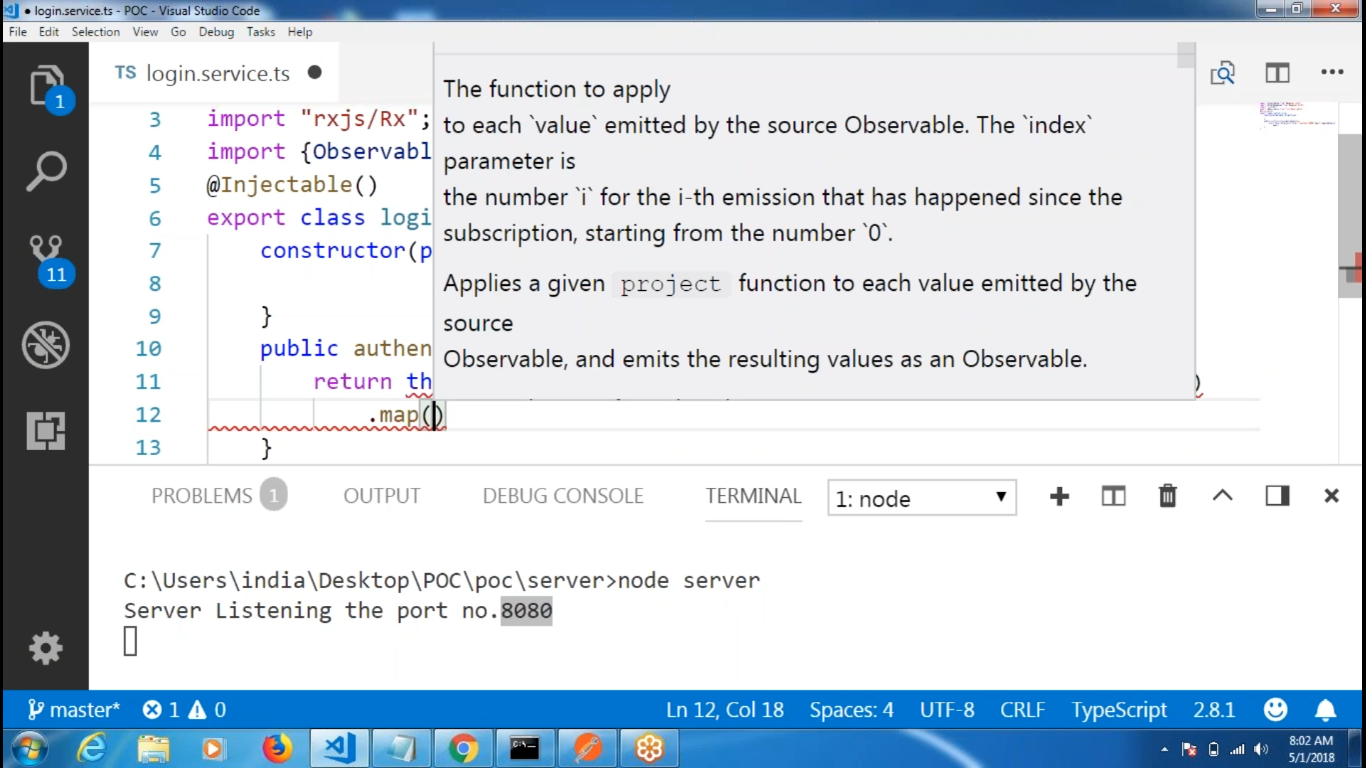 login.service.ts - POC - Visual Studio Code
File Edit Selection View Go Debug Tasks Help
TS login.service.ts
1
11
3 import "rxjs/Rx";
4 import {Observabl
5 @Injectable()
6 export class logi
7 constructor(p
8
9 }
10 public authen
11 return th )
12 .map()
13 }
The function to apply
to each `value` emitted by the source Observable. The `index`
parameter is
the number `i` for the i-th emission that has happened since the
subscription, starting from the number `0`.
Applies a given project function to each value emitted by the
source
Observable, and emits the resulting values as an Observable.
PROBLEMS 1 OUTPUT DEBUG CONSOLE TERMINAL 1: node
C:\Users\india\Desktop\POC\poc\server>node server
Server Listening the port no.8080
master* 1 0 Ln 12, Col 18 Spaces: 4 UTF-8 CRLF TypeScript 2.8.1
8:02 AM
5/1/2018